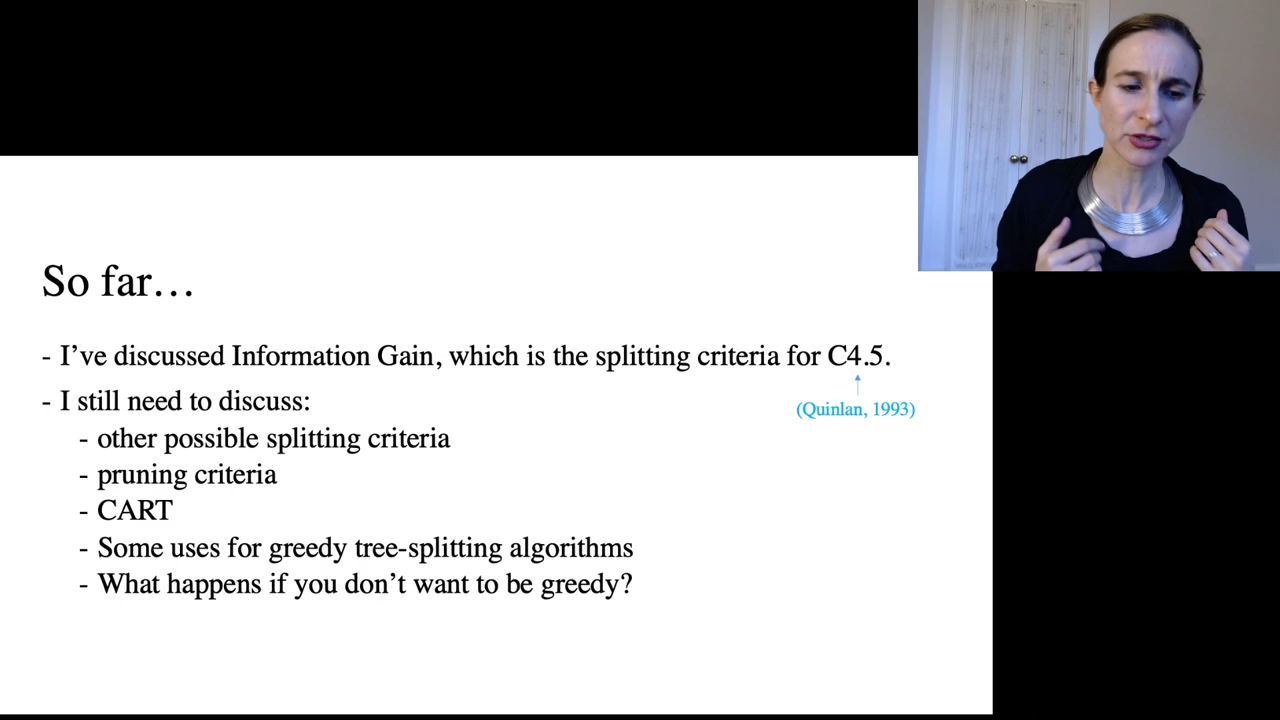 So far…
- I’ve discussed Information Gain, which is the splitting criteria for C4.5.
(Quinlan, 1993)
- I still need to discuss:
- other possible splitting criteria
- pruning criteria
- CART
- Some uses for greedy tree-splitting algorithms
- What happens if you don’t want to be greedy?